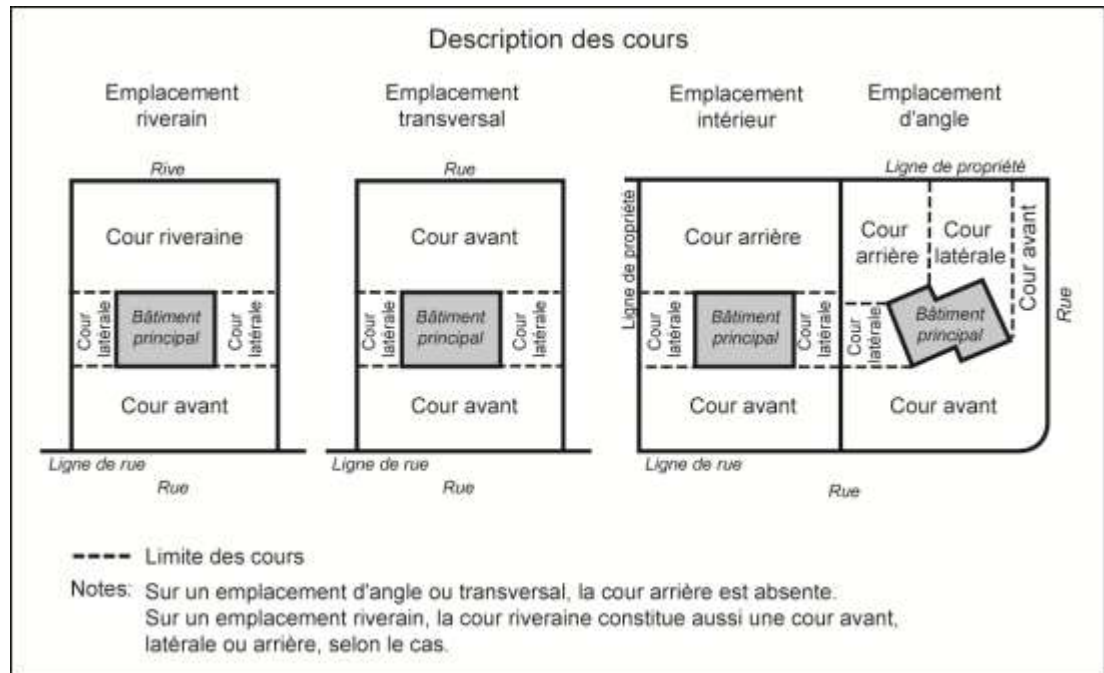 Description des cours
Emplacement
riverain
Emplacement
transversal
Emplacement
intérieur
Emplacement
d'angle
Rive
Cour riveraine
Cour
latérale
Bâtiment
principal
Cour
latérale
Cour avant
Ligne de rue
Rue
Rue
Cour avant
Cour
latérale
Bâtiment
principal
Cour
latérale
Cour avant
Ligne de rue
Rue
Ligne de propriété
Cour arrière
Cour
latérale
Bâtiment
principal
Cour
latérale
Cour avant
Ligne de rue
Ligne de propriété
Cour
arrière
Cour
latérale
Cour avant
Rue
Cour
latérale
Bâtiment
principal
Cour avant
Rue
Limite des cours
Notes: Sur un emplacement d'angle ou transversal, la cour arrière est absente.
Sur un emplacement riverain, la cour riveraine constitue aussi une cour avant,
latérale ou arrière, selon le cas.